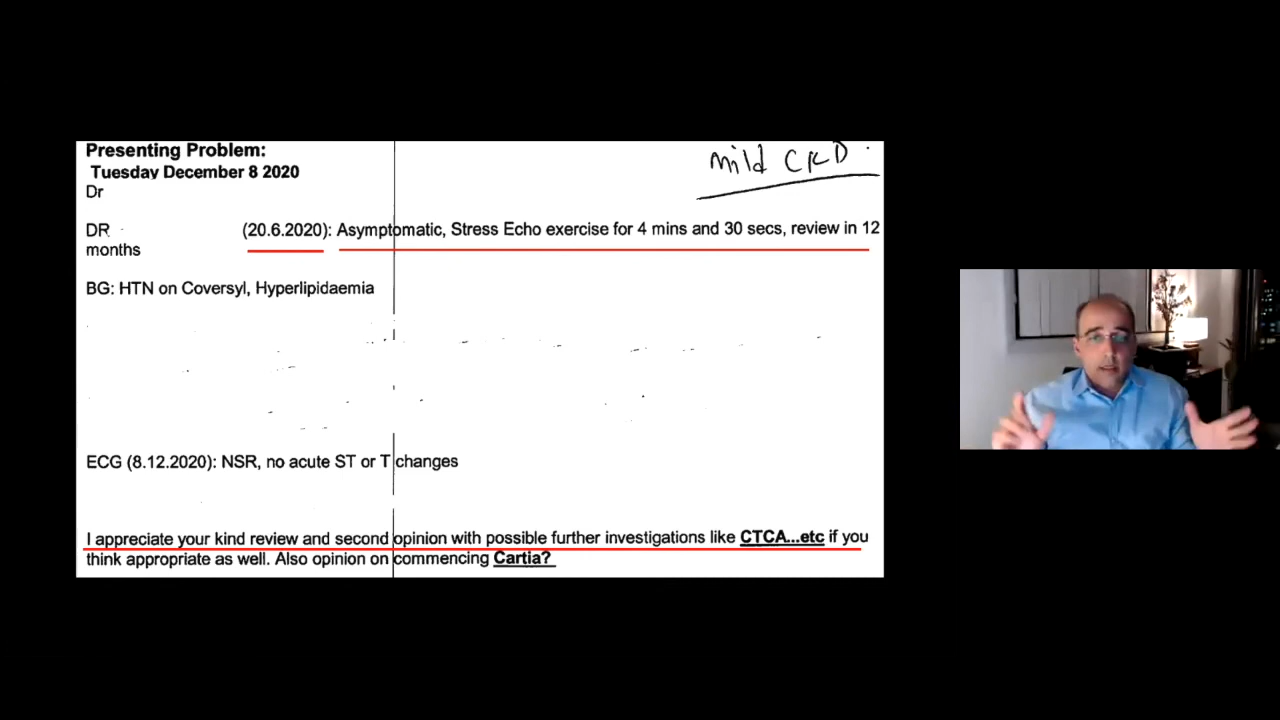 Presenting Problem:
mild CKD
Tuesday December 8 2020
Dr
DR (20.6.2020): Asymptomatic, Stress Echo exercise for 4 mins and 30 secs, review in 12
months
BG: HTN on Coversyl, Hyperlipidaemia
ECG (8.12.2020): NSR, no acute ST or T changes
I appreciate your kind review and second opinion with possible further investigations like CTCA...etc if you
think appropriate as well. Also opinion on commencing Cartia?